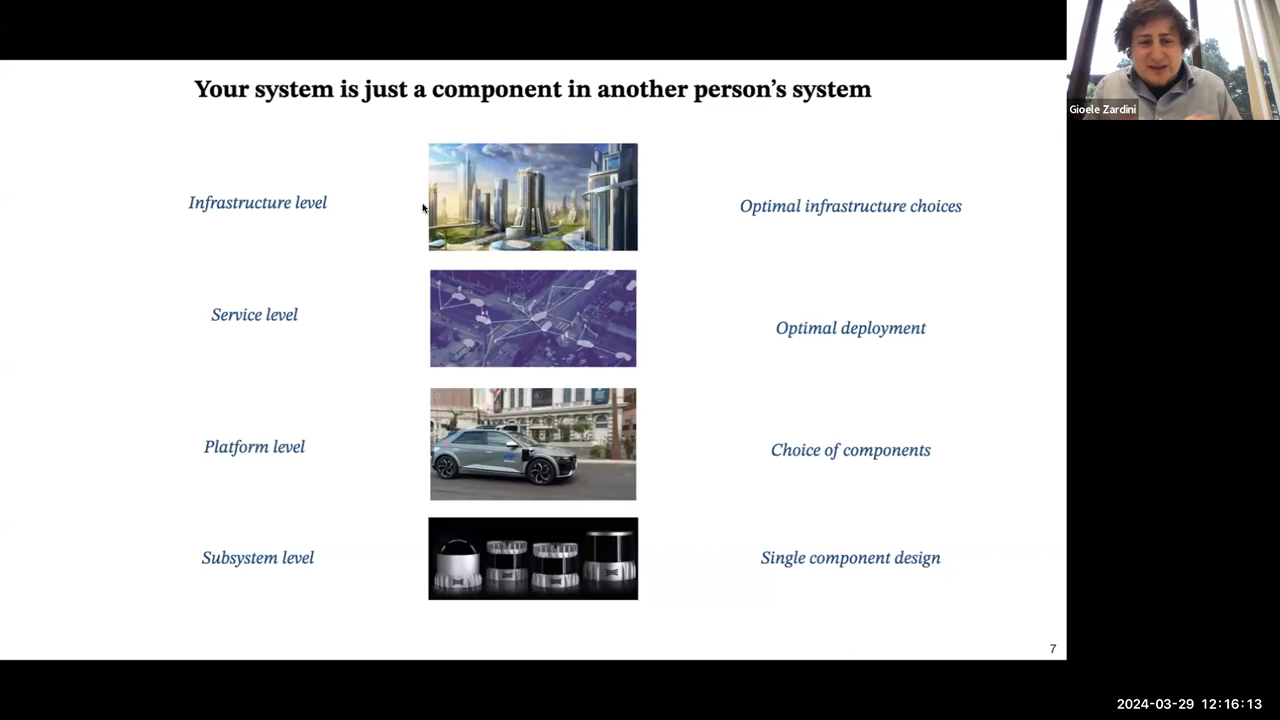 Your system is just a component in another person's system
Gioele Zardini
Infrastructure level
Optimal infrastructure choices
Service level
Optimal deployment
Platform level
Choice of components
Subsystem level
Single component design
7
2024-03-29 12:16:13